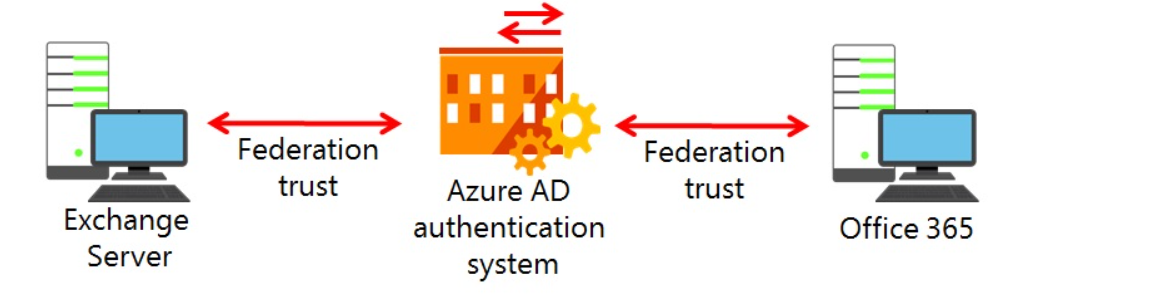 Federation
trust
Federation
trust
Exchange
Server
Azure AD
authentication
system
Office 365